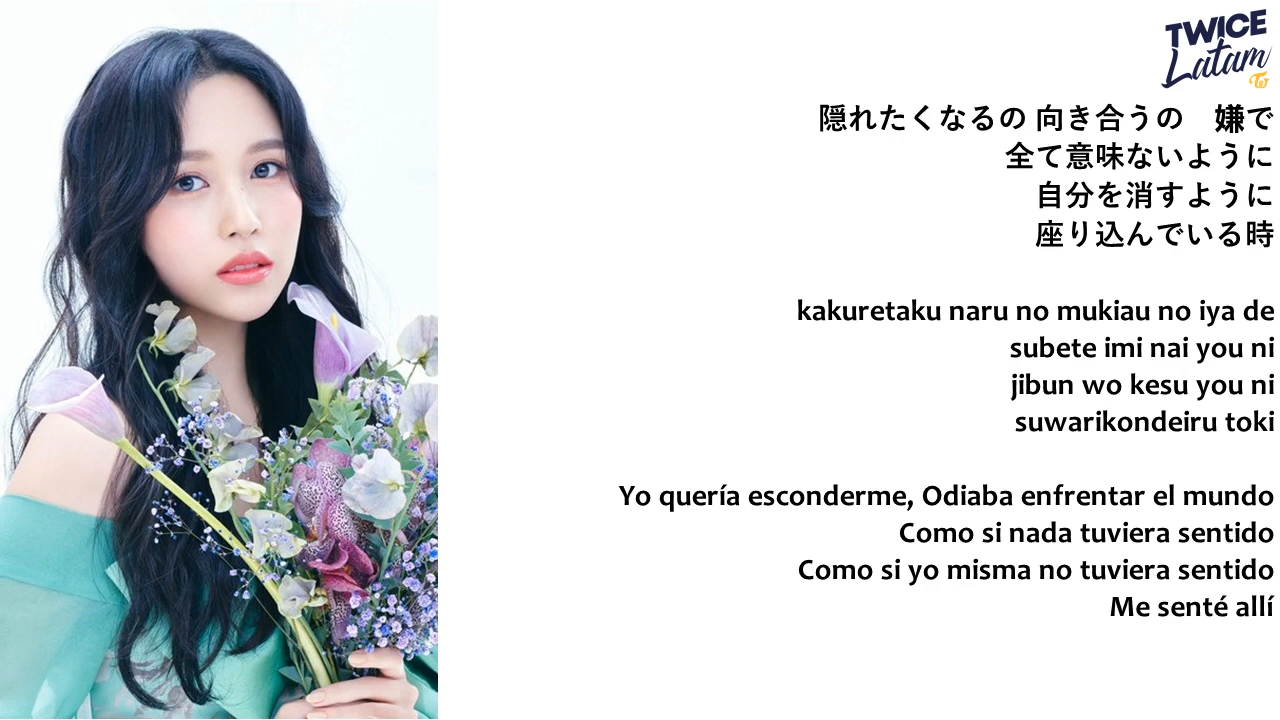 TWICE
Latam
TW
隠れたくなるの 向き合うの　嫌で
全て意味ないように
自分を消すように
座り込んでいる時
kakuretaku naru no mukiau no iya de
subete imi nai you ni
jibun wo kesu you ni
suwarikondeiru toki
Yo quería esconderme, Odiaba enfrentar el mundo
Como si nada tuviera sentido
Como si yo misma no tuviera sentido
Me senté allí